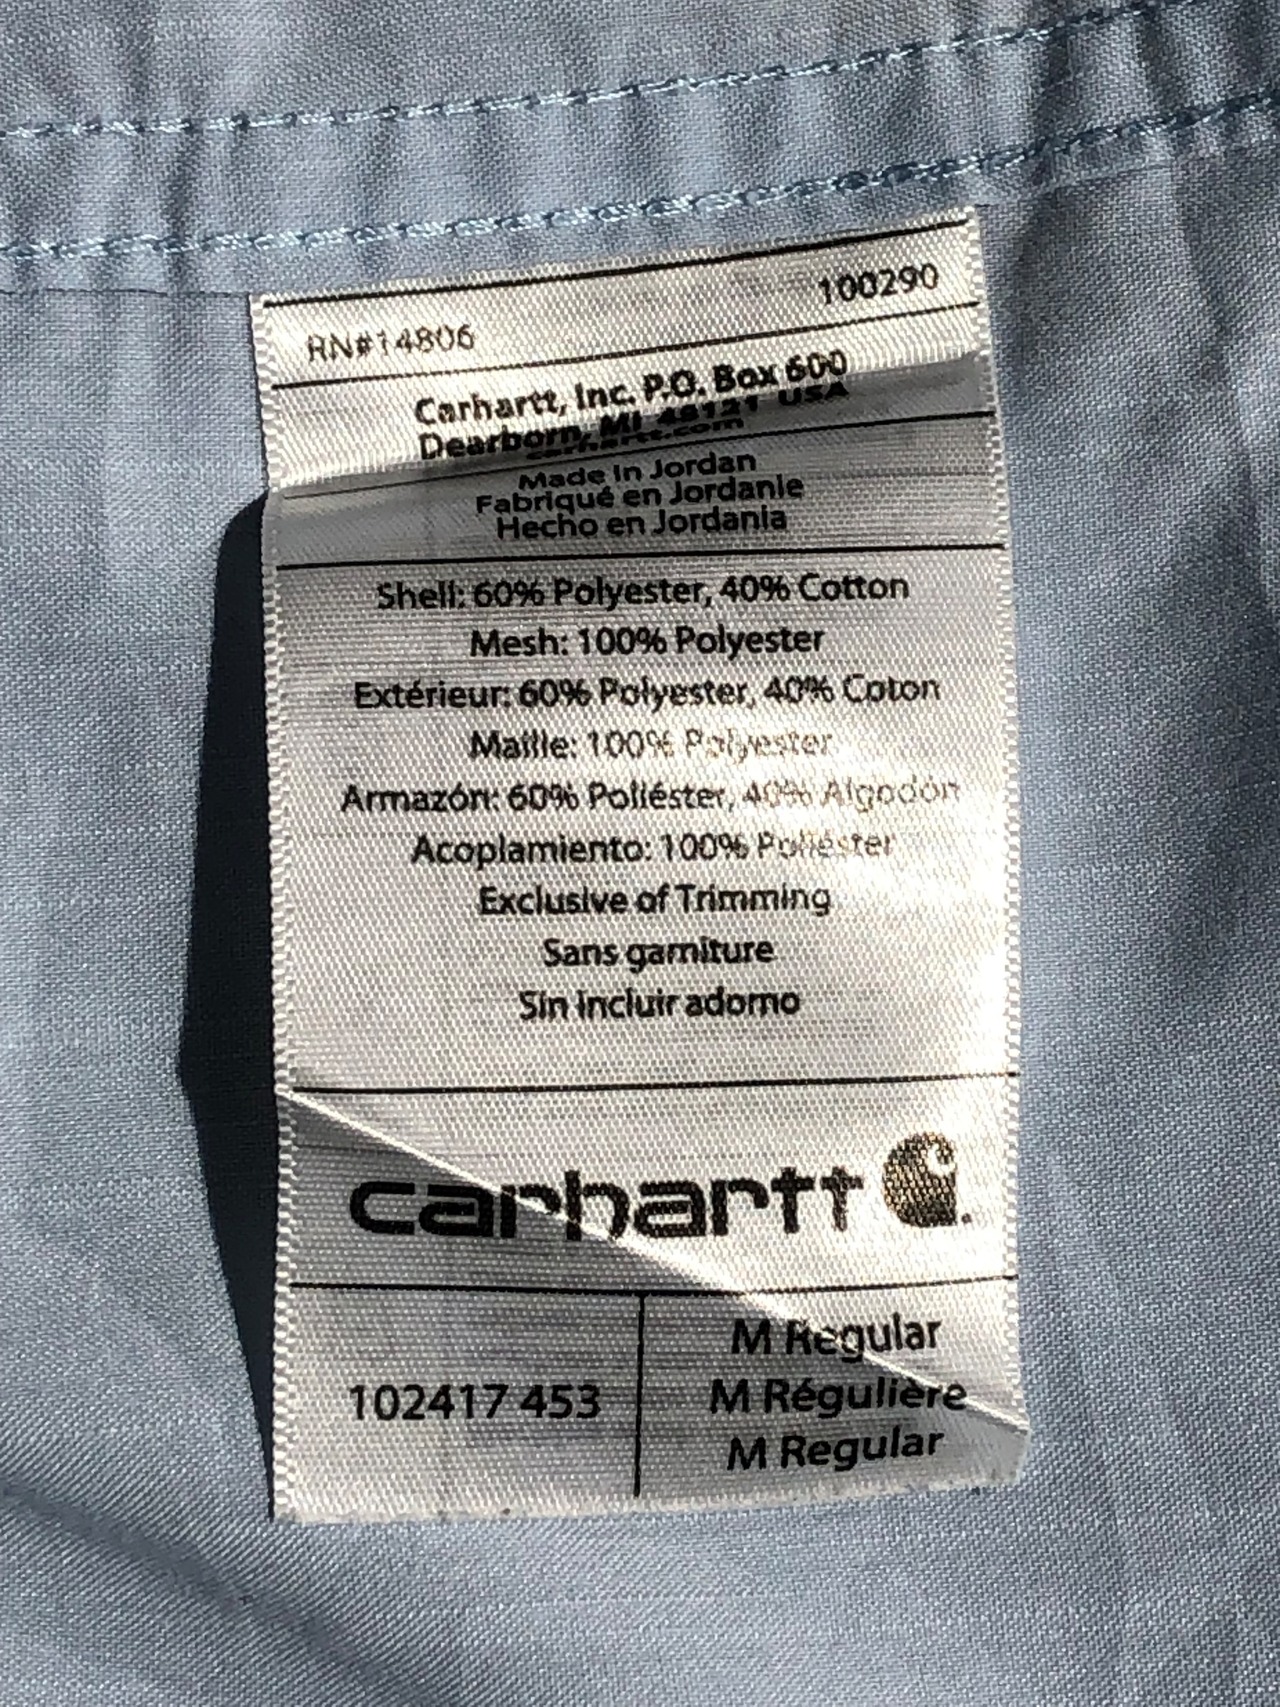 RN#14806 100290
Carhartt, Inc. P.O. Box 600
Dearborn, MI 48121 USA
carhartt.com
Made in Jordan
Fabriqué en Jordanie
Hecho en Jordania
Shell: 60% Polyester, 40% Cotton
Mesh: 100% Polyester
Extérieur: 60% Polyester, 40% Coton
Maille: 100% Polyester
Armazón: 60% Poliéster, 40% Algodón
Acoplamiento: 100% Poliéster
Exclusive of Trimming
Sans garniture
Sin incluir adorno
carhartt
M Regular
102417 453 M Régulière
M Regular